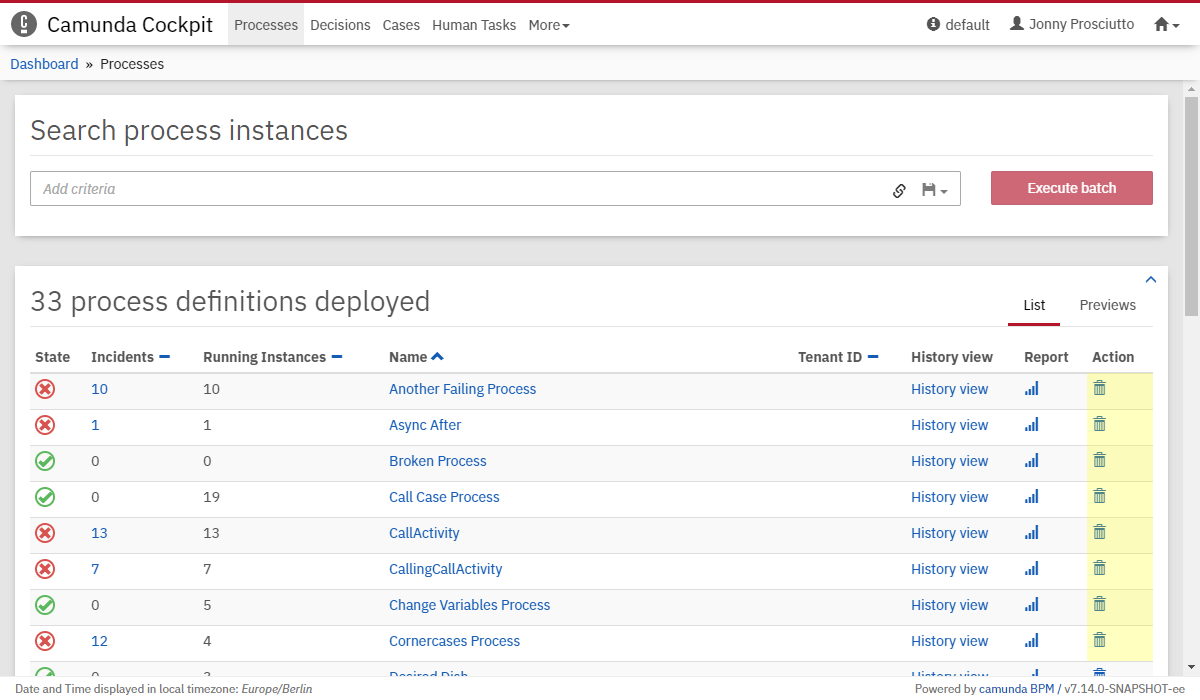 Camunda Cockpit Processes Decisions Cases Human Tasks More default Jonny Prosciutto
Dashboard » Processes
Search process instances
Add criteria Execute batch
33 process definitions deployed
List Previews
State Incidents Running Instances Name Tenant ID History view Report Action
10 10 Another Failing Process History view
1 1 Async After History view
0 0 Broken Process History view
0 19 Call Case Process History view
13 13 CallActivity History view
7 7 CallingCallActivity History view
0 5 Change Variables Process History view
12 4 Cornercases Process History view
Desired Dish History view
Date and Time displayed in local timezone: Europe/Berlin Powered by camunda BPM / v7.14.0-SNAPSHOT-ee